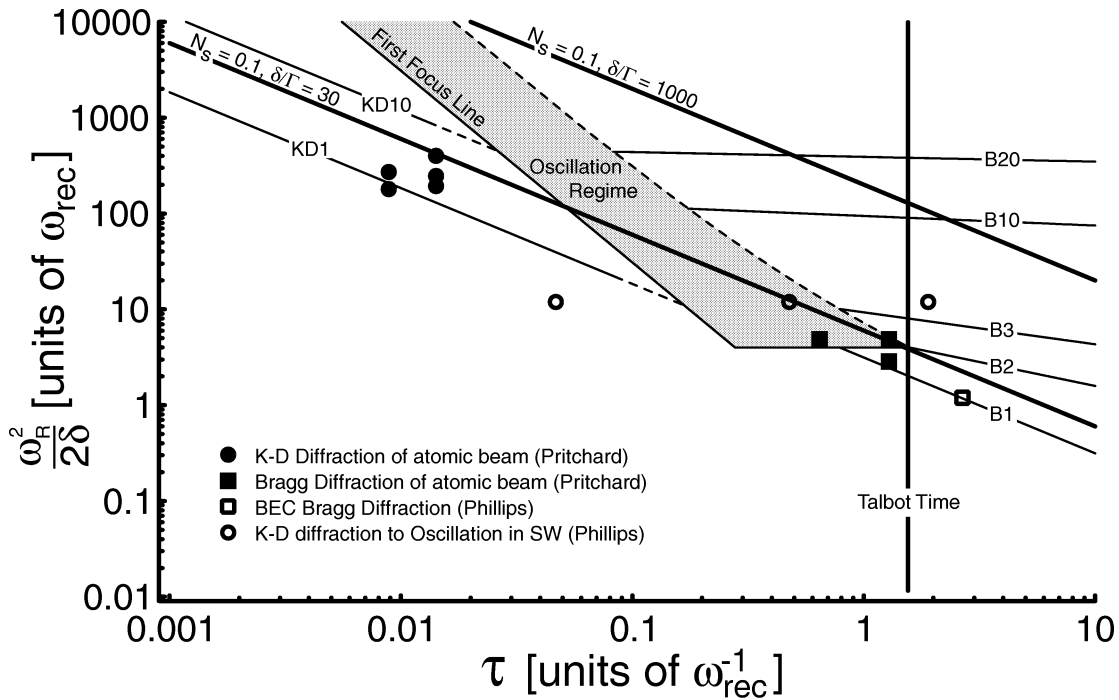 10000
1000
100
10
1
0.1
0.01
0.001
0.01
0.1
1
10
ω_R^2/2δ [units of ω_rec]
τ [units of ω_rec^-1]
N_s = 0.1, δ/Γ = 30
N_s = 0.1, δ/Γ = 1000
First Focus Line
KD10
KD1
Oscillation
Regime
B20
B10
B3
B2
B1
Talbot Time
K-D Diffraction of atomic beam (Pritchard)
Bragg Diffraction of atomic beam (Pritchard)
BEC Bragg Diffraction (Phillips)
K-D diffraction to Oscillation in SW (Phillips)